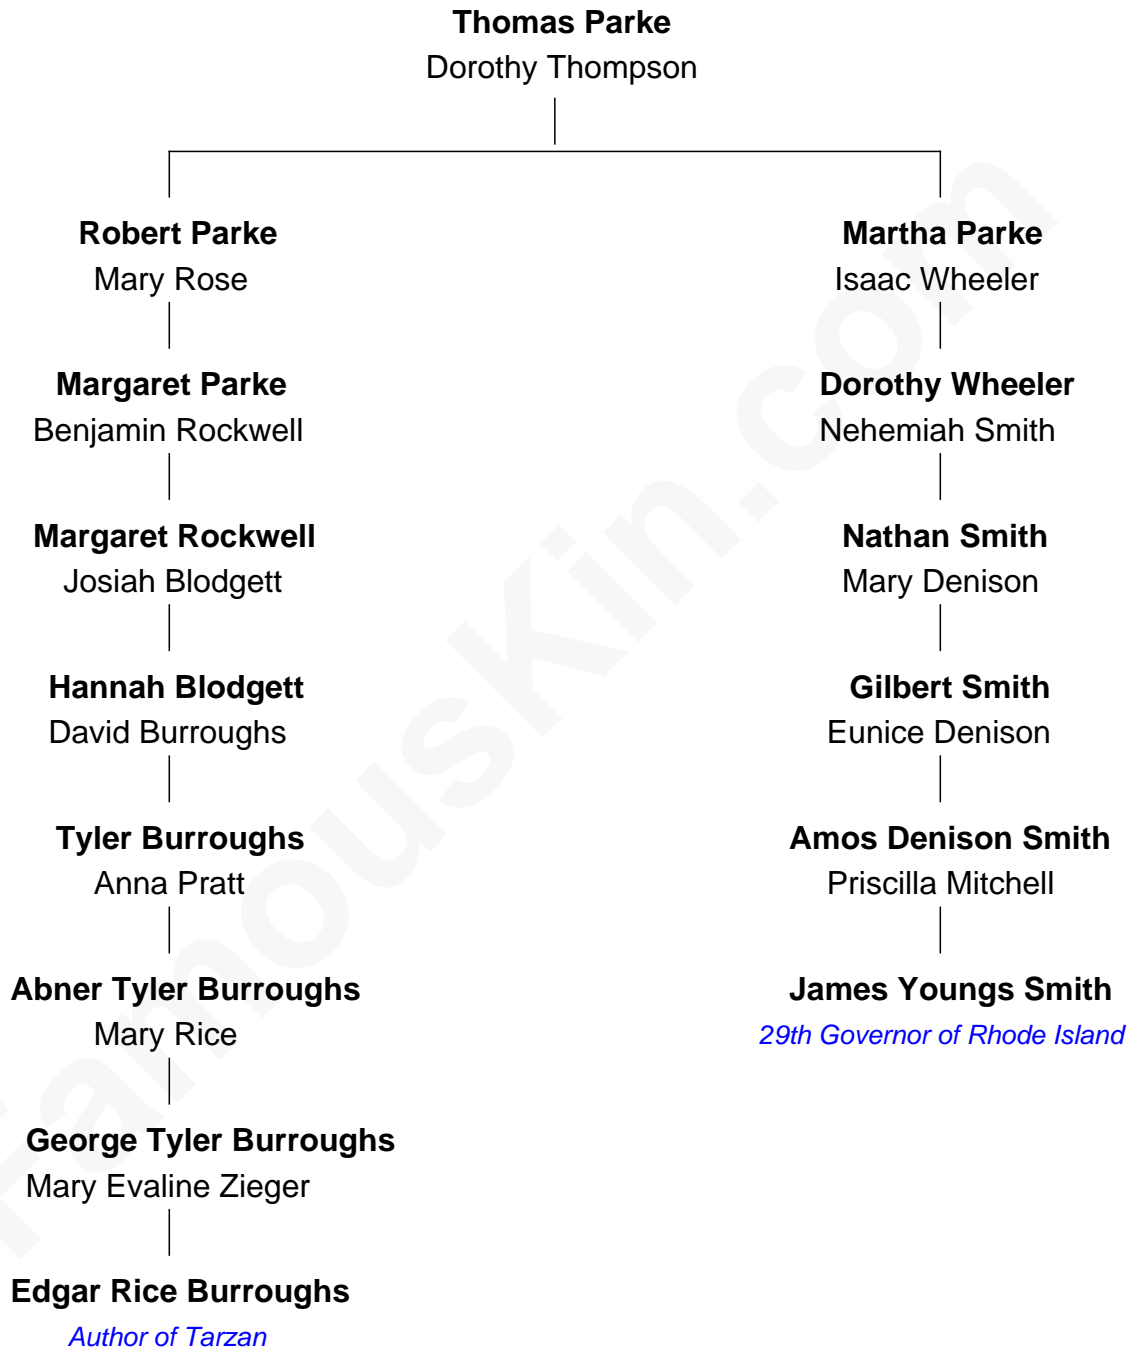 Thomas Parke
Dorothy Thompson
Robert Parke
Mary Rose
Martha Parke
Isaac Wheeler
Margaret Parke
Benjamin Rockwell
Dorothy Wheeler
Nehemiah Smith
Margaret Rockwell
Josiah Blodgett
Nathan Smith
Mary Denison
Hannah Blodgett
David Burroughs
Gilbert Smith
Eunice Denison
Tyler Burroughs
Anna Pratt
Amos Denison Smith
Priscilla Mitchell
Abner Tyler Burroughs
Mary Rice
James Youngs Smith
29th Governor of Rhode Island
George Tyler Burroughs
Mary Evaline Zieger
Edgar Rice Burroughs
Author of Tarzan
FamousKin.com